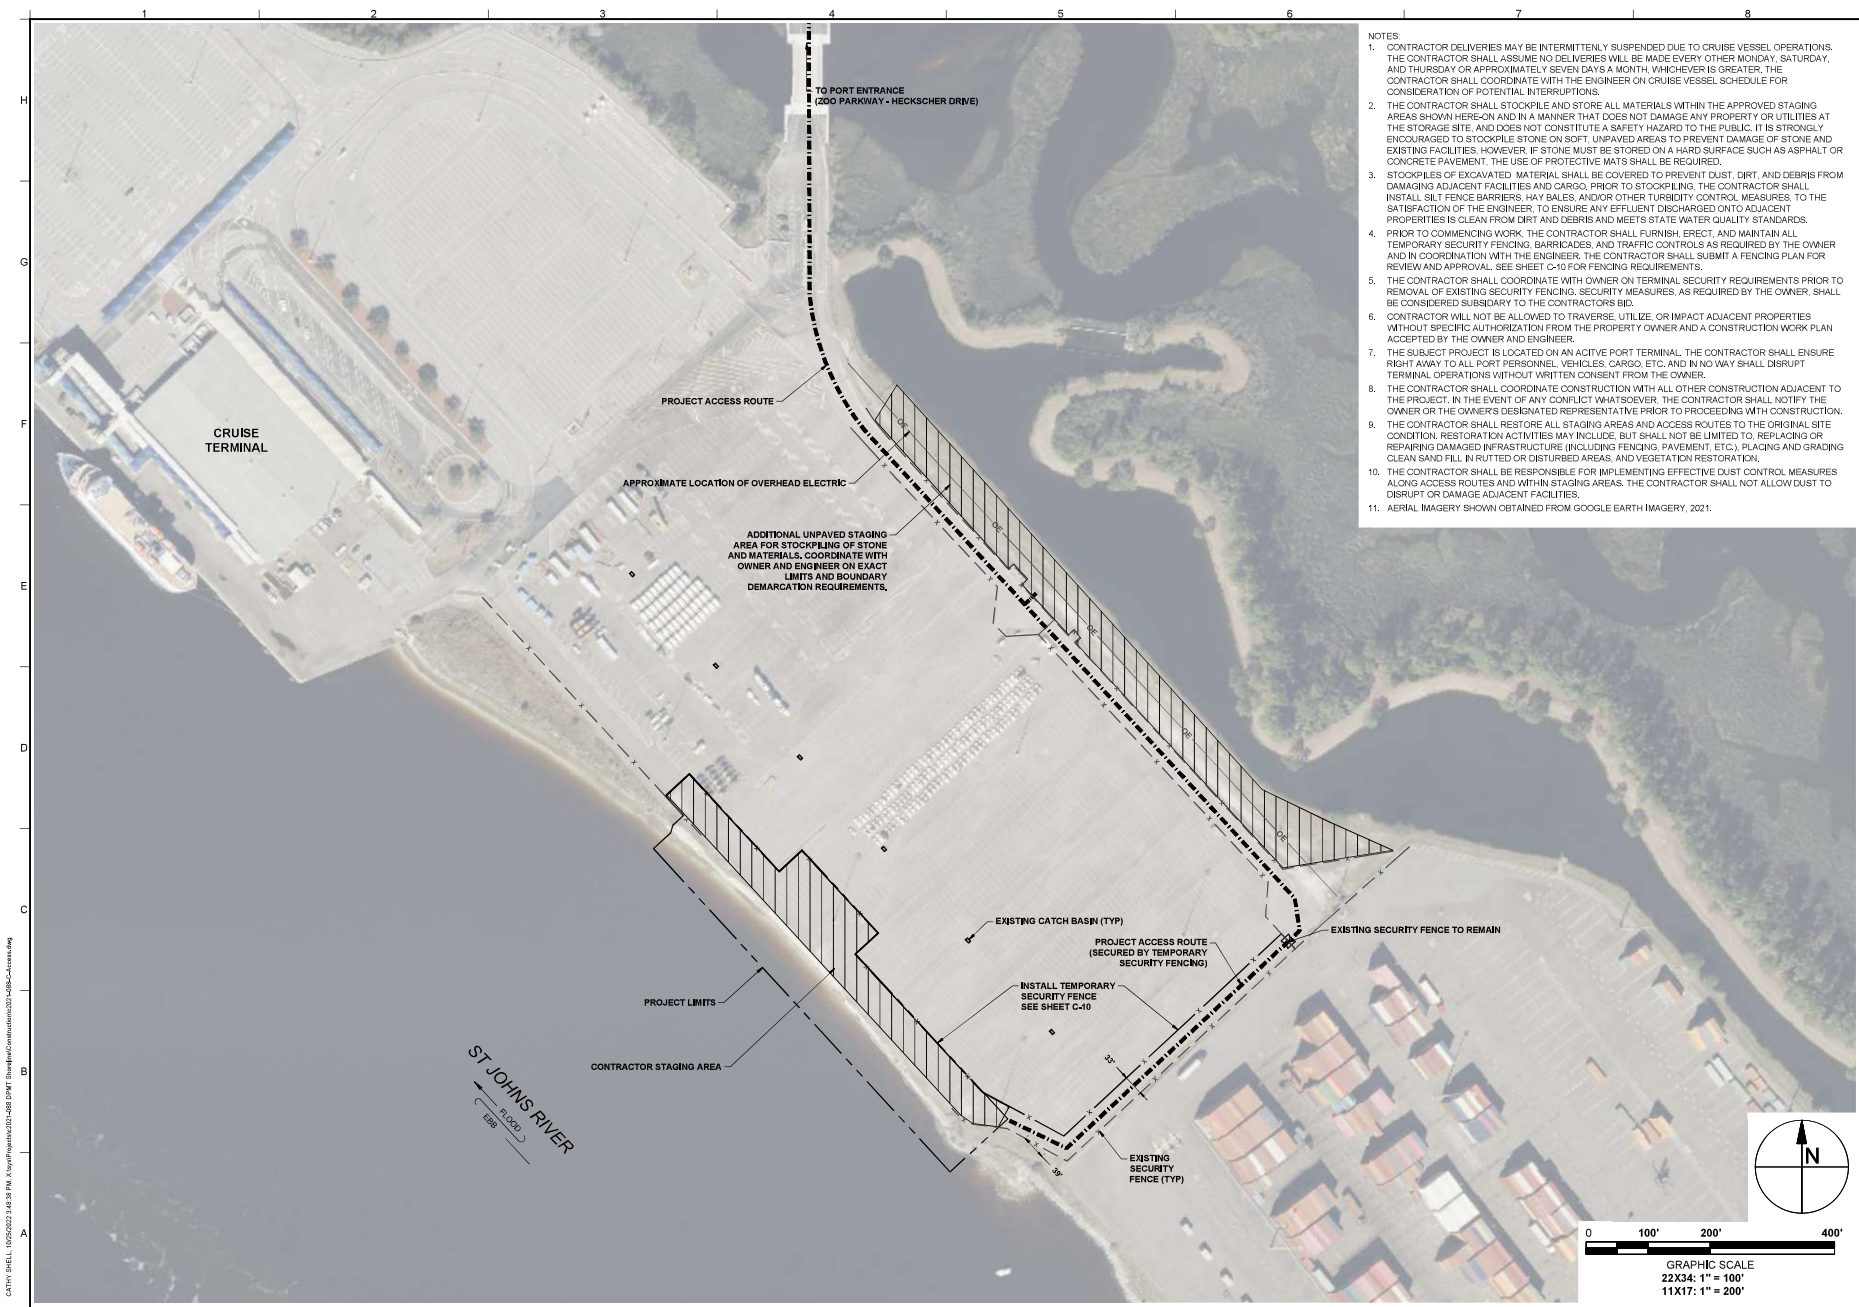 1 2 3 4 5 6 7 8
H
G
F
E
D
C
B
A
NOTES:
1. CONTRACTOR DELIVERIES MAY BE INTERMITTENLY SUSPENDED DUE TO CRUISE VESSEL OPERATIONS.
THE CONTRACTOR SHALL ASSUME NO DELIVERIES WILL BE MADE EVERY OTHER MONDAY, SATURDAY,
AND THURSDAY OR APPROXIMATELY SEVEN DAYS A MONTH, WHICHEVER IS GREATER. THE
CONTRACTOR SHALL COORDINATE WITH THE ENGINEER ON CRUISE VESSEL SCHEDULE FOR
CONSIDERATION OF POTENTIAL INTERRUPTIONS.
2. THE CONTRACTOR SHALL STOCKPILE AND STORE ALL MATERIALS WITHIN THE APPROVED STAGING
AREAS SHOWN HERE-ON AND IN A MANNER THAT DOES NOT DAMAGE ANY PROPERTY OR UTILITIES AT
THE STORAGE SITE, AND DOES NOT CONSTITUTE A SAFETY HAZARD TO THE PUBLIC. IT IS STRONGLY
ENCOURAGED TO STOCKPILE STONE ON SOFT, UNPAVED AREAS TO PREVENT DAMAGE OF STONE AND
EXISTING FACILITIES, HOWEVER, IF STONE MUST BE STORED ON A HARD SURFACE SUCH AS ASPHALT OR
CONCRETE PAVEMENT, THE USE OF PROTECTIVE MATS SHALL BE REQUIRED.
3. STOCKPILES OF EXCAVATED MATERIAL SHALL BE COVERED TO PREVENT DUST, DIRT, AND DEBRIS FROM
DAMAGING ADJACENT FACILITIES AND CARGO. PRIOR TO STOCKPILING, THE CONTRACTOR SHALL
INSTALL SILT FENCE BARRIERS, HAY BALES, AND/OR OTHER TURBIDITY CONTROL MEASURES, TO THE
SATISFACTION OF THE ENGINEER, TO ENSURE ANY EFFLUENT DISCHARGED ONTO ADJACENT
PROPERTIES IS CLEAN FROM DIRT AND DEBRIS AND MEETS STATE WATER QUALITY STANDARDS.
4. PRIOR TO COMMENCING WORK, THE CONTRACTOR SHALL FURNISH, ERECT, AND MAINTAIN ALL
TEMPORARY SECURITY FENCING, BARRICADES, AND TRAFFIC CONTROLS AS REQUIRED BY THE OWNER
AND IN COORDINATION WITH THE ENGINEER. THE CONTRACTOR SHALL SUBMIT A FENCING PLAN FOR
REVIEW AND APPROVAL. SEE SHEET C-10 FOR FENCING REQUIREMENTS.
5. THE CONTRACTOR SHALL COORDINATE WITH OWNER ON TERMINAL SECURITY REQUIREMENTS PRIOR TO
REMOVAL OF EXISTING SECURITY FENCING. SECURITY MEASURES, AS REQUIRED BY THE OWNER, SHALL
BE CONSIDERED SUBSIDARY TO THE CONTRACTORS BID.
6. CONTRACTOR WILL NOT BE ALLOWED TO TRAVERSE, UTILIZE, OR IMPACT ADJACENT PROPERTIES
WITHOUT SPECIFIC AUTHORIZATION FROM THE PROPERTY OWNER AND A CONSTRUCTION WORK PLAN
ACCEPTED BY THE OWNER AND ENGINEER.
7. THE SUBJECT PROJECT IS LOCATED ON AN ACITVE PORT TERMINAL. THE CONTRACTOR SHALL ENSURE
RIGHT AWAY TO ALL PORT PERSONNEL, VEHICLES, CARGO, ETC. AND IN NO WAY SHALL DISRUPT
TERMINAL OPERATIONS WITHOUT WRITTEN CONSENT FROM THE OWNER.
8. THE CONTRACTOR SHALL COORDINATE CONSTRUCTION WITH ALL OTHER CONSTRUCTION ADJACENT TO
THE PROJECT. IN THE EVENT OF ANY CONFLICT WHATSOEVER, THE CONTRACTOR SHALL NOTIFY THE
OWNER OR THE OWNER'S DESIGNATED REPRESENTATIVE PRIOR TO PROCEEDING WITH CONSTRUCTION.
9. THE CONTRACTOR SHALL RESTORE ALL STAGING AREAS AND ACCESS ROUTES TO THE ORIGINAL SITE
CONDITION. RESTORATION ACTIVITIES MAY INCLUDE, BUT SHALL NOT BE LIMITED TO, REPLACING OR
REPAIRING DAMAGED INFRASTRUCTURE (INCLUDING FENCING, PAVEMENT, ETC.), PLACING AND GRADING
CLEAN SAND FILL IN RUTTED OR DISTURBED AREAS, AND VEGETATION RESTORATION.
10. THE CONTRACTOR SHALL BE RESPONSIBLE FOR IMPLEMENTING EFFECTIVE DUST CONTROL MEASURES
ALONG ACCESS ROUTES AND WITHIN STAGING AREAS. THE CONTRACTOR SHALL NOT ALLOW DUST TO
DISRUPT OR DAMAGE ADJACENT FACILITIES.
11. AERIAL IMAGERY SHOWN OBTAINED FROM GOOGLE EARTH IMAGERY, 2021.
TO PORT ENTRANCE
(ZOO PARKWAY - HECKSCHER DRIVE)
PROJECT ACCESS ROUTE
CRUISE
TERMINAL
APPROXIMATE LOCATION OF OVERHEAD ELECTRIC
OE
OE
OE
OE
OE
ADDITIONAL UNPAVED STAGING
AREA FOR STOCKPILING OF STONE
AND MATERIALS. COORDINATE WITH
OWNER AND ENGINEER ON EXACT
LIMITS AND BOUNDARY
DEMARCATION REQUIREMENTS.
EXISTING CATCH BASIN (TYP)
PROJECT ACCESS ROUTE
(SECURED BY TEMPORARY
SECURITY FENCING)
EXISTING SECURITY FENCE TO REMAIN
INSTALL TEMPORARY
SECURITY FENCE
SEE SHEET C-10
PROJECT LIMITS
CONTRACTOR STAGING AREA
33'
39'
EXISTING
SECURITY
FENCE (TYP)
ST JOHNS RIVER
FLOOD
EBB
N
0 100' 200' 400'
GRAPHIC SCALE
22X34: 1" = 100'
11X17: 1" = 200'